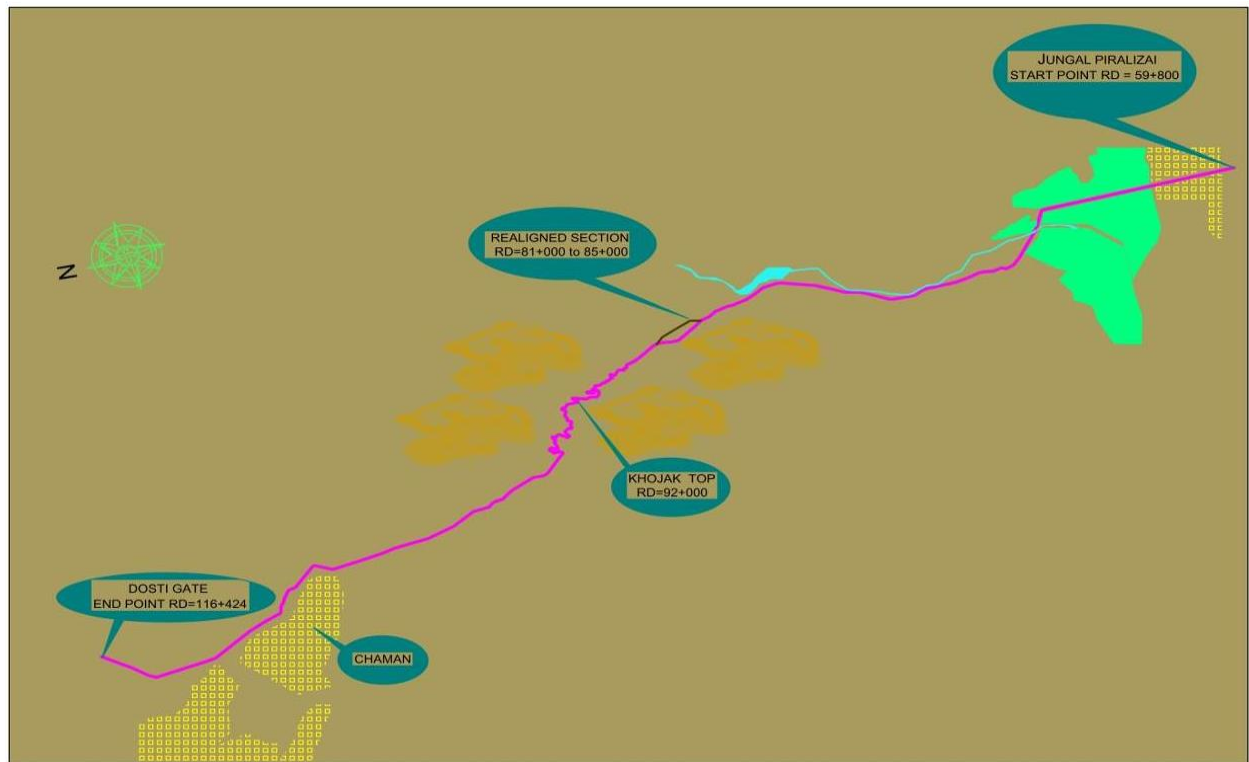 JUNGAL PIRALIZAI
START POINT RD = 59+800
REALIGNED SECTION
RD=81+000 to 85+000
N
KHOJAK TOP
RD=92+000
DOSTI GATE
END POINT RD=116+424
CHAMAN